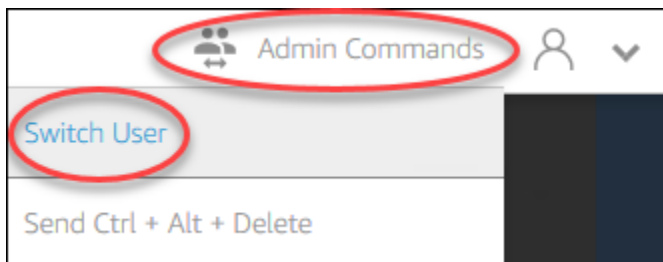 Admin Commands
Switch User
Send Ctrl + Alt + Delete